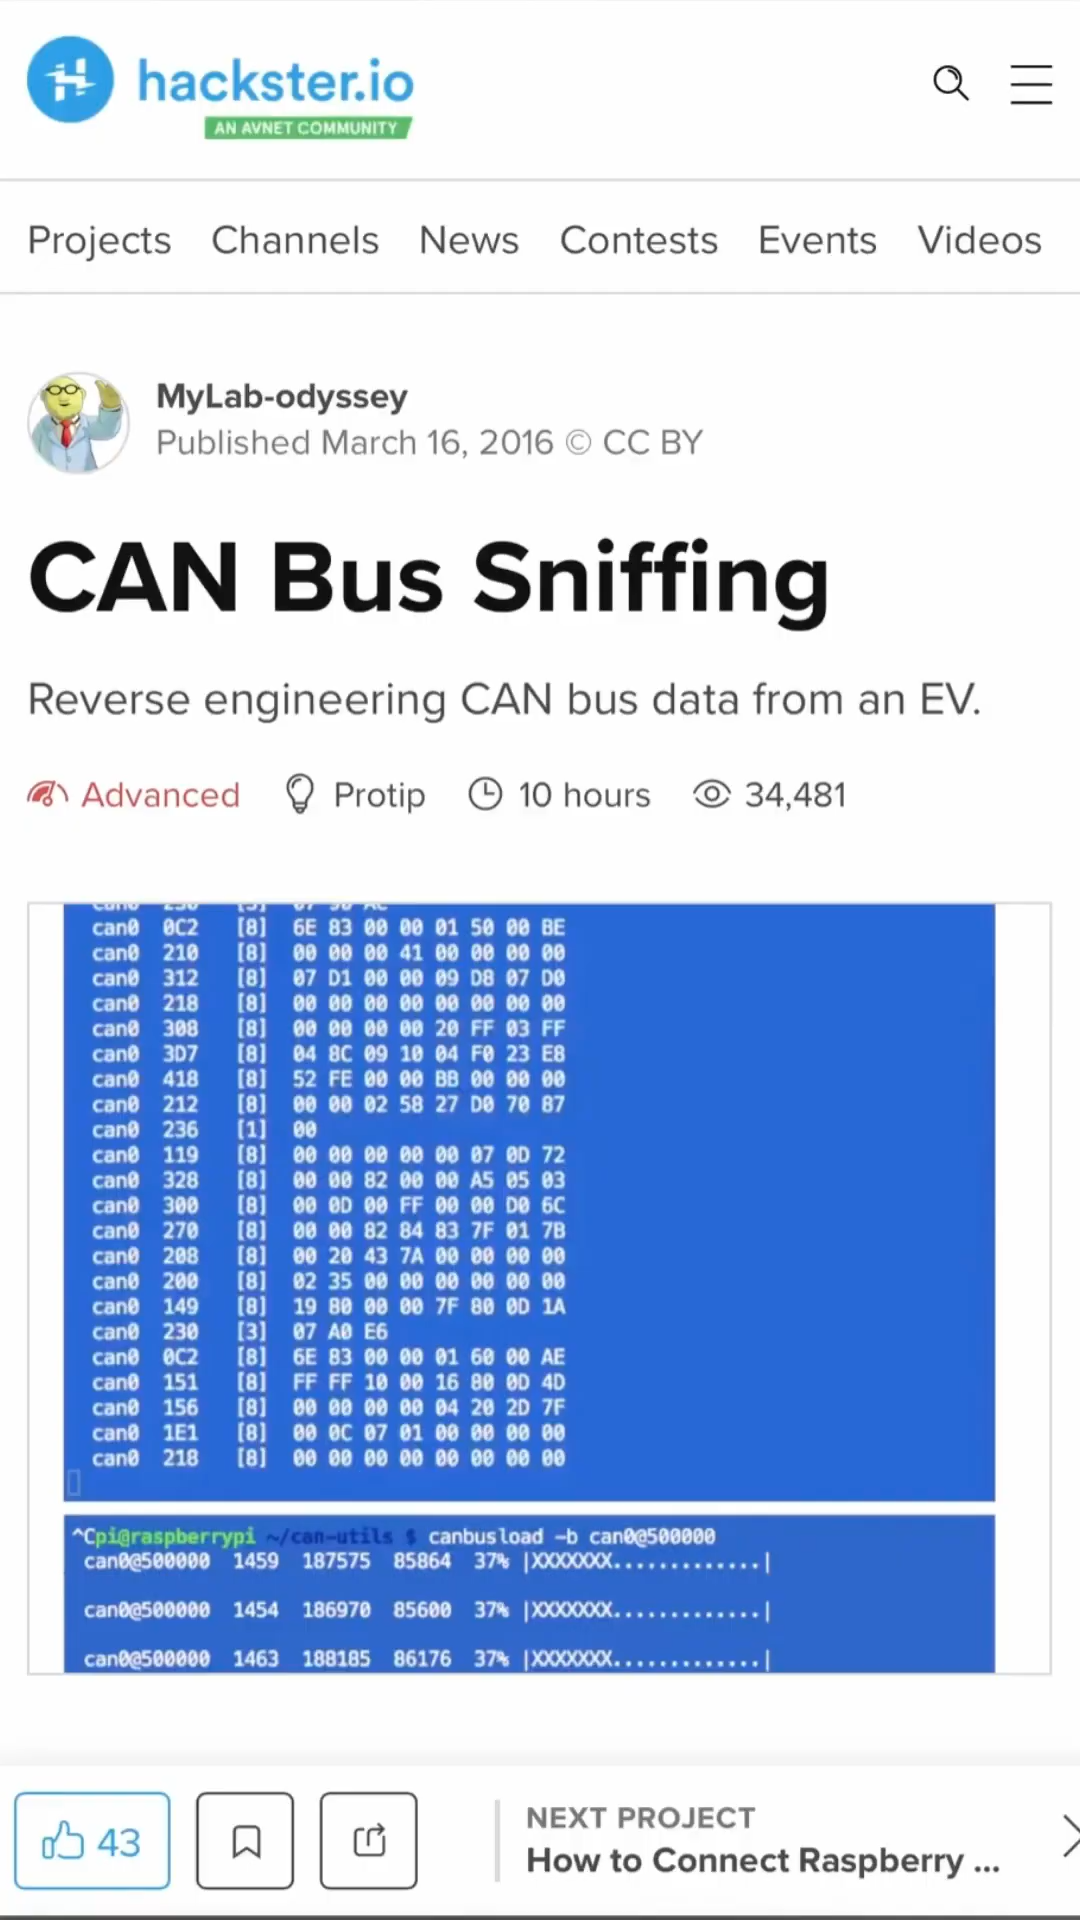 hackster.io
AN AVNET COMMUNITY
Projects Channels News Contests Events Videos
MyLab-odyssey
Published March 16, 2016 © CC BY
CAN Bus Sniffing
Reverse engineering CAN bus data from an EV.
Advanced Protip 10 hours 34,481
can0 0C2 [8] 6E 83 00 00 01 50 00 BE
can0 210 [8] 00 00 00 41 00 00 00 00
can0 312 [8] 07 D1 00 00 09 D8 07 D0
can0 218 [8] 00 00 00 00 00 00 00 00
can0 308 [8] 00 00 00 00 20 FF 03 FF
can0 3D7 [8] 04 8C 09 10 04 F0 23 E8
can0 418 [8] 52 FE 00 00 BB 00 00 00
can0 212 [8] 00 00 02 58 27 D0 70 87
can0 236 [1] 00
can0 119 [8] 00 00 00 00 00 07 0D 72
can0 328 [8] 00 00 82 00 00 A5 05 03
can0 300 [8] 00 0D 00 FF 00 00 D0 6C
can0 270 [8] 00 00 82 84 83 7F 01 7B
can0 208 [8] 00 20 43 7A 00 00 00 00
can0 200 [8] 02 35 00 00 00 00 00 00
can0 149 [8] 19 80 00 00 7F 80 0D 1A
can0 230 [3] 07 A0 E6
can0 0C2 [8] 6E 83 00 00 01 60 00 AE
can0 151 [8] FF FF 10 00 16 80 0D 4D
can0 156 [8] 00 00 00 00 04 20 2D 7F
can0 1E1 [8] 00 0C 07 01 00 00 00 00
can0 218 [8] 00 00 00 00 00 00 00 00
^Cpi@raspberrypi ~/can-utils $ canbusload -b can0@500000
can0@500000 1459 187575 85864 37% |XXXXXXX.............|
can0@500000 1454 186970 85600 37% |XXXXXXX.............|
can0@500000 1463 188185 86176 37% |XXXXXXX.............|
43
NEXT PROJECT
How to Connect Raspberry ...